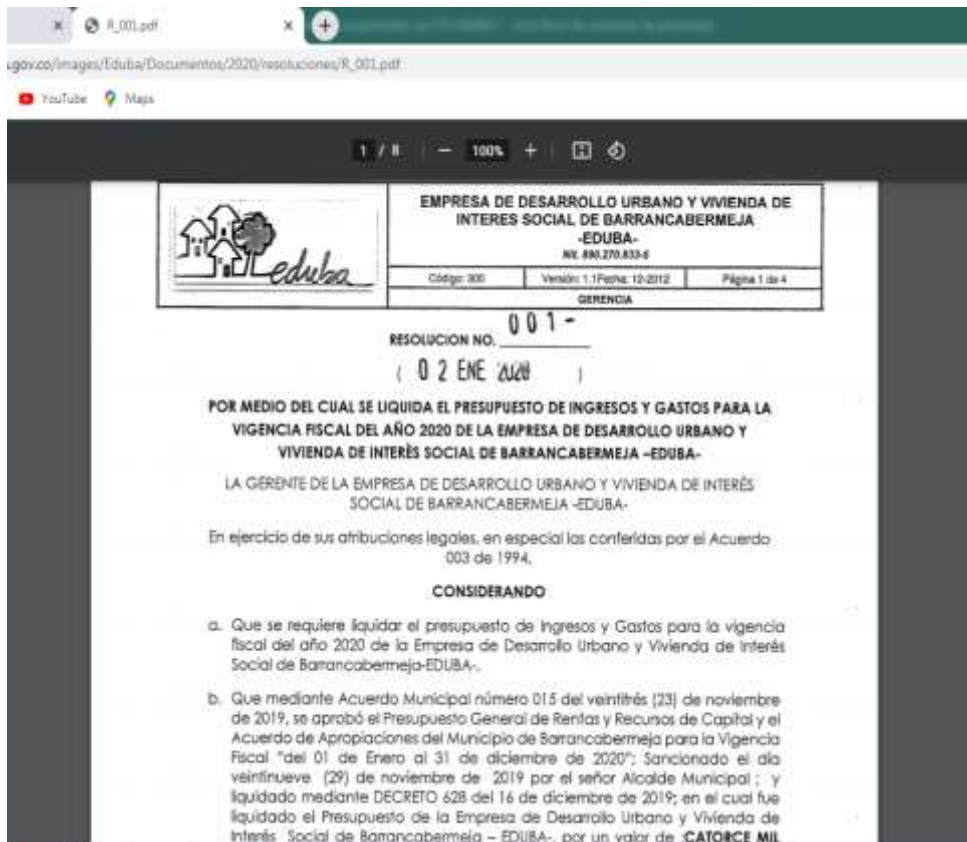 R_001.pdf
.gov.co/images/Eduba/Documentos/2020/resoluciones/R_001.pdf
YouTube Maps
1 / 8 − 100% +
eduba
EMPRESA DE DESARROLLO URBANO Y VIVIENDA DE
INTERES SOCIAL DE BARRANCABERMEJA
-EDUBA-
Nit. 890.270.833-5
Código: 300 Versión: 1.1Fecha: 12-2012 Página 1 de 4
GERENCIA
RESOLUCION NO. 001-
( 02 ENE 2020 )
POR MEDIO DEL CUAL SE LIQUIDA EL PRESUPUESTO DE INGRESOS Y GASTOS PARA LA
VIGENCIA FISCAL DEL AÑO 2020 DE LA EMPRESA DE DESARROLLO URBANO Y
VIVIENDA DE INTERÈS SOCIAL DE BARRANCABERMEJA –EDUBA-
LA GERENTE DE LA EMPRESA DE DESARROLLO URBANO Y VIVIENDA DE INTERÈS
SOCIAL DE BARRANCABERMEJA -EDUBA-
En ejercicio de sus atribuciones legales, en especial las conferidas por el Acuerdo
003 de 1994,
CONSIDERANDO
a. Que se requiere liquidar el presupuesto de Ingresos y Gastos para la vigencia
fiscal del año 2020 de la Empresa de Desarrollo Urbano y Vivienda de Interés
Social de Barrancabermeja-EDUBA-.
b. Que mediante Acuerdo Municipal número 015 del veintitrés (23) de noviembre
de 2019, se aprobó el Presupuesto General de Rentas y Recursos de Capital y el
Acuerdo de Apropiaciones del Municipio de Barrancabermeja para la Vigencia
Fiscal "del 01 de Enero al 31 de diciembre de 2020"; Sancionado el día
veintinueve (29) de noviembre de 2019 por el señor Alcalde Municipal ; y
liquidado mediante DECRETO 628 del 16 de diciembre de 2019; en el cual fue
liquidado el Presupuesto de la Empresa de Desarrollo Urbano y Vivienda de
Interés Social de Barrancabermeja – EDUBA-, por un valor de CATORCE MIL